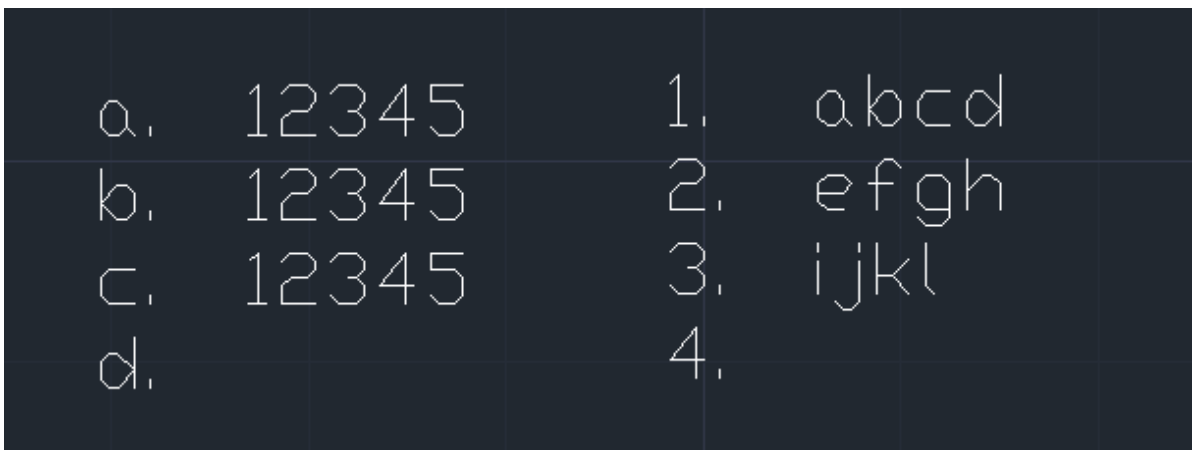 a. 12345
b. 12345
c. 12345
d.
1. abcd
2. efgh
3. ijkl
4.